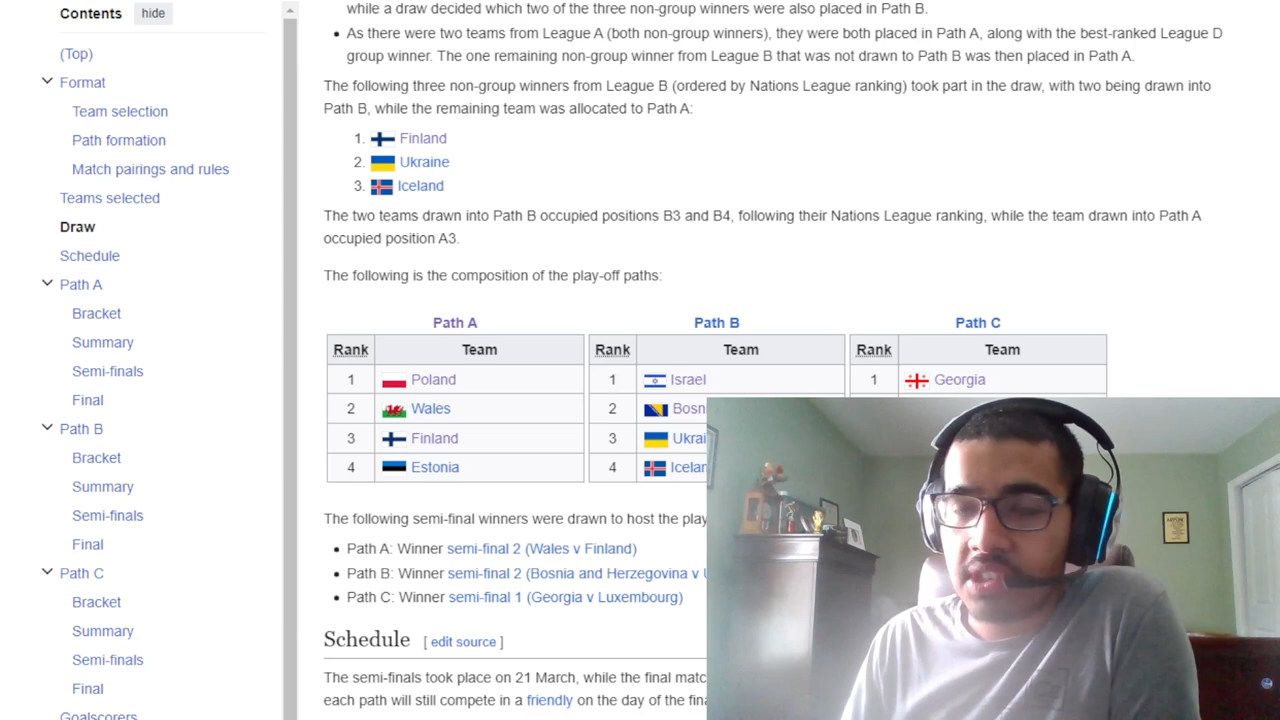 Contents hide
(Top)
Format
Team selection
Path formation
Match pairings and rules
Teams selected
Draw
Schedule
Path A
Bracket
Summary
Semi-finals
Final
Path B
Bracket
Summary
Semi-finals
Final
Path C
Bracket
Summary
Semi-finals
Final
Goalscorers
while a draw decided which two of the three non-group winners were also placed in Path B.
• As there were two teams from League A (both non-group winners), they were both placed in Path A, along with the best-ranked League D
group winner. The one remaining non-group winner from League B that was not drawn to Path B was then placed in Path A.
The following three non-group winners from League B (ordered by Nations League ranking) took part in the draw, with two being drawn into
Path B, while the remaining team was allocated to Path A:
1. Finland
2. Ukraine
3. Iceland
The two teams drawn into Path B occupied positions B3 and B4, following their Nations League ranking, while the team drawn into Path A
occupied position A3.
The following is the composition of the play-off paths:
Path A
Rank Team
1 Poland
2 Wales
3 Finland
4 Estonia
Path B
Rank Team
1 Israel
2 Bosn
3 Ukrai
4 Icelar
Path C
Rank Team
1 Georgia
The following semi-final winners were drawn to host the play
• Path A: Winner semi-final 2 (Wales v Finland)
• Path B: Winner semi-final 2 (Bosnia and Herzegovina v
• Path C: Winner semi-final 1 (Georgia v Luxembourg)
Schedule [ edit source ]
The semi-finals took place on 21 March, while the final matc
each path will still compete in a friendly on the day of the fina